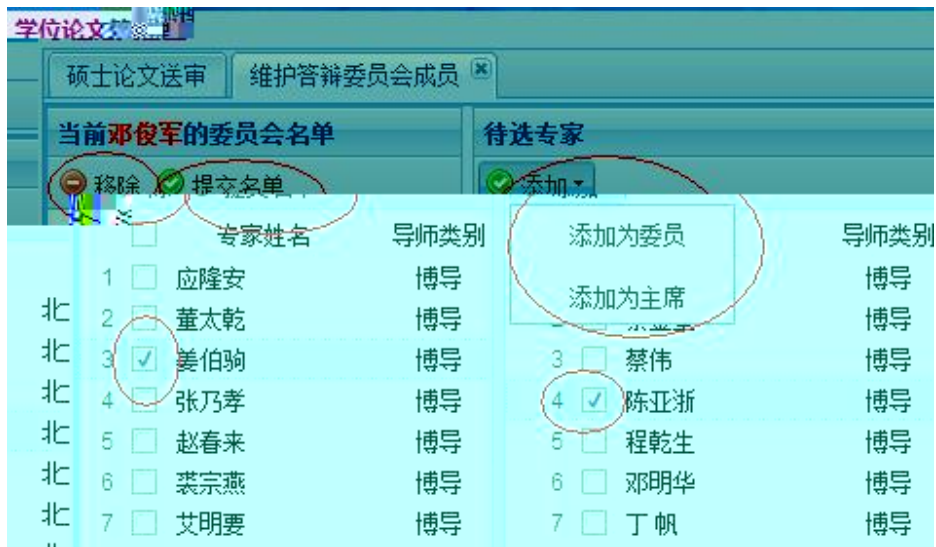 学位论文
硕士论文送审 维护答辩委员会成员
当前邓俊军的委员会名单 待选专家
移除 提交名单 添加
专家姓名 导师类别 添加为委员 导师类别
1 应隆安 博导 博导
添加为主席
北 2 董太乾 博导 博导
北 3 姜伯驹 博导 3 蔡伟 博导
北 4 张乃孝 博导 4 陈亚浙 博导
北 5 赵春来 博导 5 程乾生 博导
北 6 裘宗燕 博导 6 邓明华 博导
北 7 艾明要 博导 7 丁帆 博导